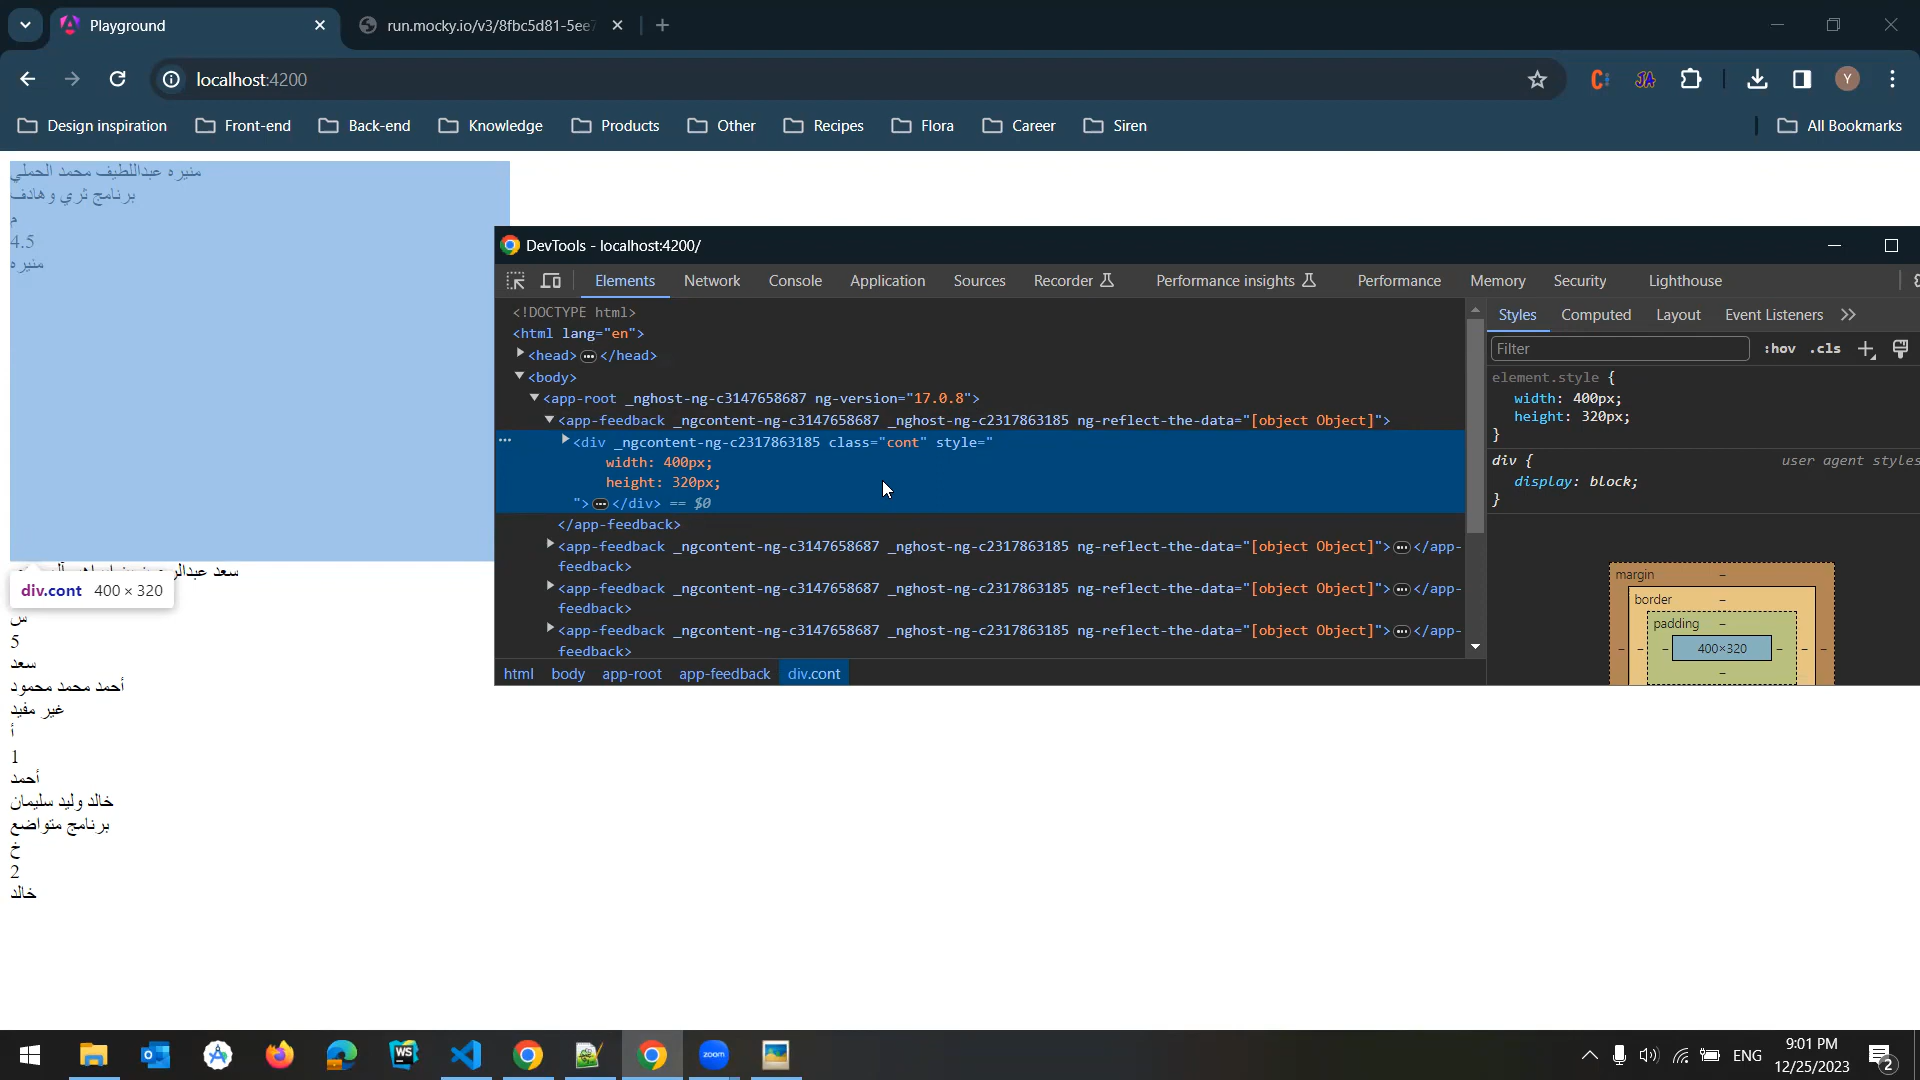 Playground
run.mocky.io/v3/8fbc5d81-5ee
localhost:4200
Y
Design inspiration
Front-end
Back-end
Knowledge
Products
Other
Recipes
Flora
Career
Siren
All Bookmarks
منيره عبداللطيف محمد الحملي
برنامج ثري وهادف
م
4.5
منيره
سعد
div.cont 400 × 320
س
5
سعد
أحمد محمد محمود
غير مفيد
أ
1
أحمد
خالد وليد سليمان
برنامج متواضع
خ
2
خالد
DevTools - localhost:4200/
Elements
Network
Console
Application
Sources
Recorder
Performance insights
Performance
Memory
Security
Lighthouse
<!DOCTYPE html>
<html lang="en">
<head>…</head>
<body>
<app-root _nghost-ng-c3147658687 ng-version="17.0.8">
<app-feedback _ngcontent-ng-c3147658687 _nghost-ng-c2317863185 ng-reflect-the-data="[object Object]">
<div _ngcontent-ng-c2317863185 class="cont" style="
width: 400px;
height: 320px;
">…</div> == $0
</app-feedback>
<app-feedback _ngcontent-ng-c3147658687 _nghost-ng-c2317863185 ng-reflect-the-data="[object Object]">…</app-
feedback>
<app-feedback _ngcontent-ng-c3147658687 _nghost-ng-c2317863185 ng-reflect-the-data="[object Object]">…</app-
feedback>
<app-feedback _ngcontent-ng-c3147658687 _nghost-ng-c2317863185 ng-reflect-the-data="[object Object]">…</app-
feedback>
html body app-root app-feedback div.cont
Styles
Computed
Layout
Event Listeners
Filter
:hov .cls
element.style {
width: 400px;
height: 320px;
}
div { user agent styles
display: block;
}
margin –
border –
padding –
– – – 400×320 – – –
–
WS
zoom
ENG
9:01 PM
12/25/2023
2